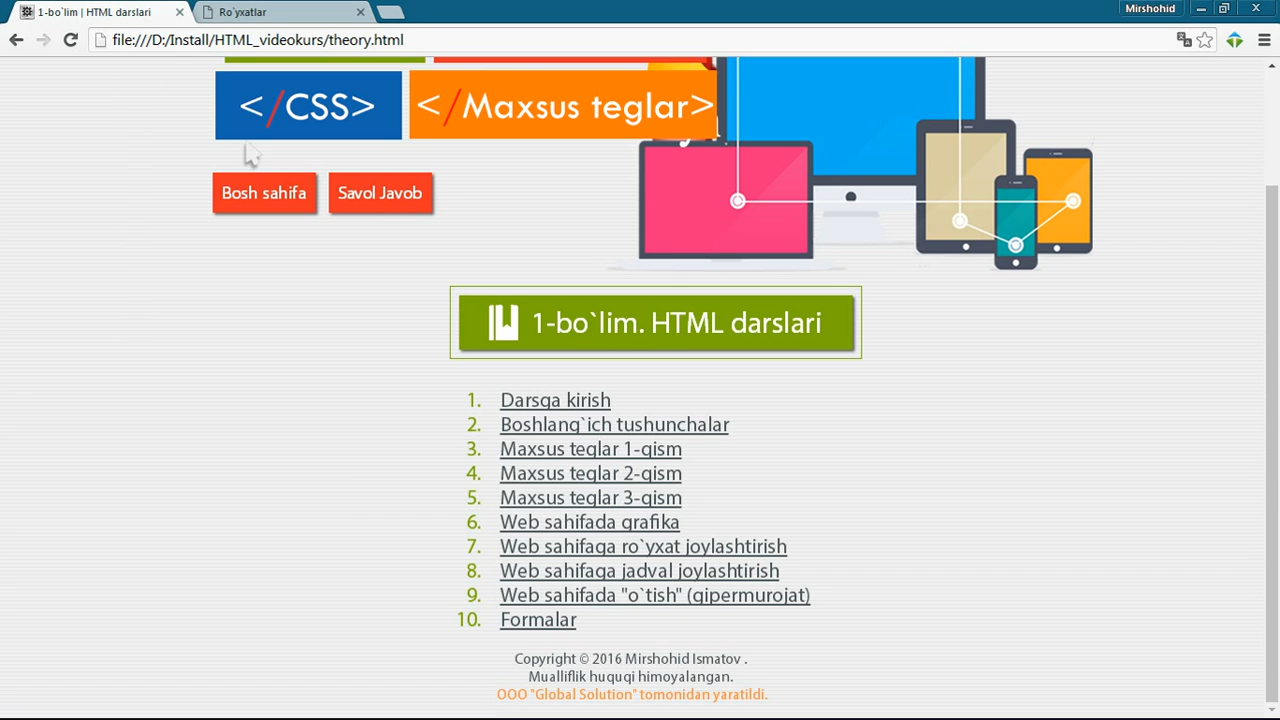 1-bo`lim | HTML darslari
Ro`yxatlar
Mirshohid
file:///D:/Install/HTML_videokurs/theory.html
</CSS>
</Maxsus teglar>
Bosh sahifa
Savol Javob
1-bo`lim. HTML darslari
1. Darsga kirish
2. Boshlang`ich tushunchalar
3. Maxsus teglar 1-qism
4. Maxsus teglar 2-qism
5. Maxsus teglar 3-qism
6. Web sahifada grafika
7. Web sahifaga ro`yxat joylashtirish
8. Web sahifaga jadval joylashtirish
9. Web sahifada "o`tish" (gipermurojat)
10. Formalar
Copyright © 2016 Mirshohid Ismatov .
Mualliflik huquqi himoyalangan.
OOO "Global Solution" tomonidan yaratildi.